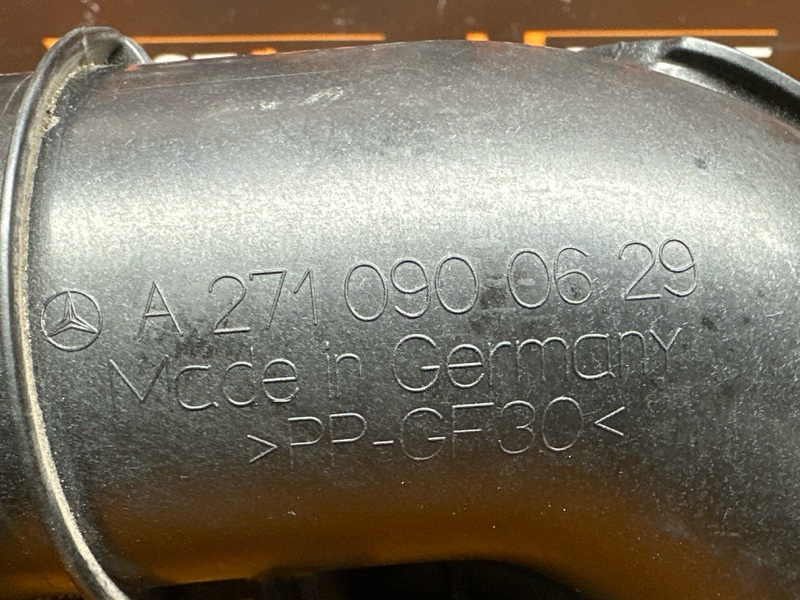 A 271 090 06 29
Made in Germany
>PP-GF30<